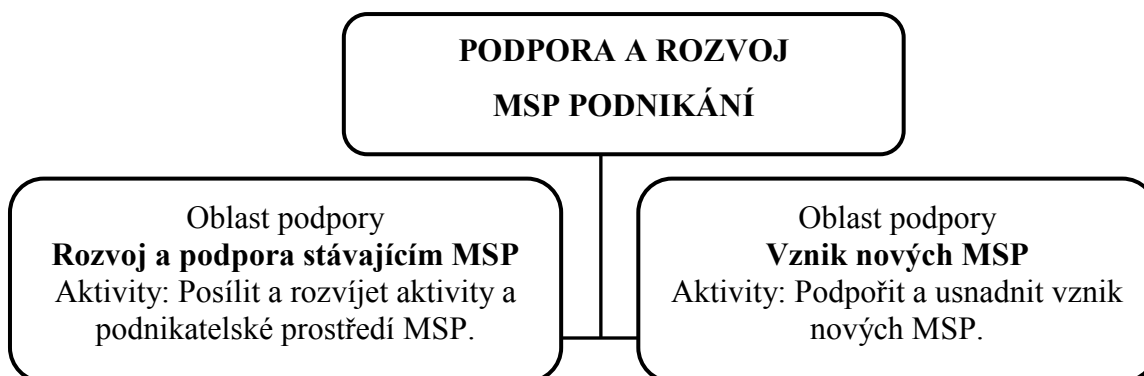 PODPORA A ROZVOJ
MSP PODNIKÁNÍ
Oblast podpory
Rozvoj a podpora stávajícím MSP
Aktivity: Posílit a rozvíjet aktivity a
podnikatelské prostředí MSP.
Oblast podpory
Vznik nových MSP
Aktivity: Podpořit a usnadnit vznik
nových MSP.